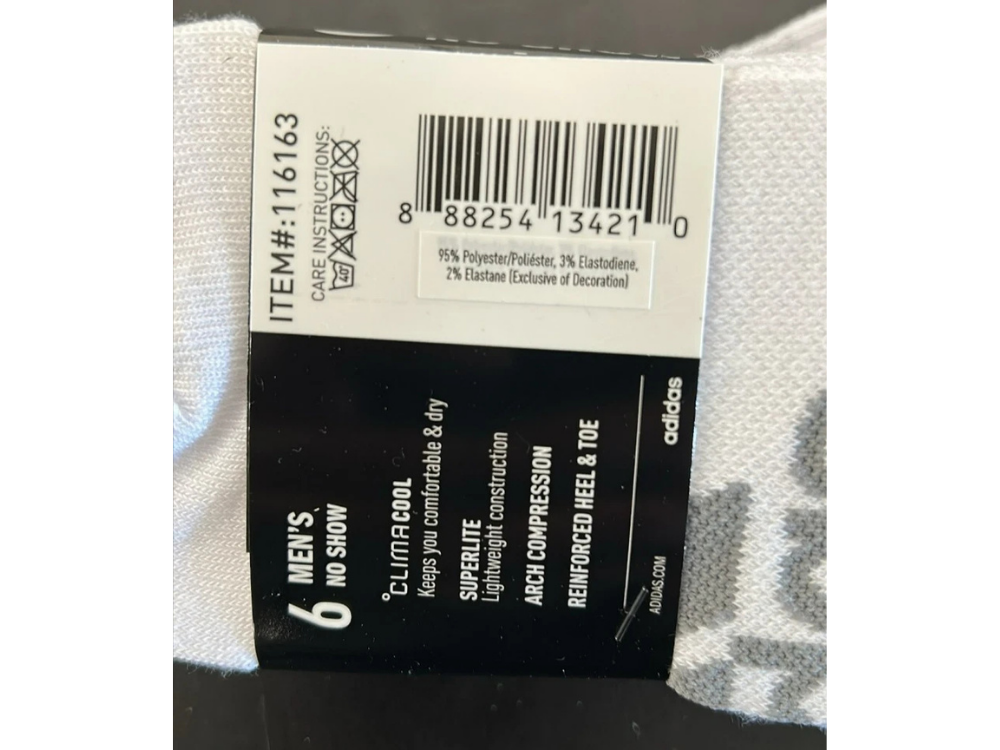 ITEM#:116163
CARE INSTRUCTIONS:
40°
8 88254 13421 0
95% Polyester/Poliéster, 3% Elastodiene,
2% Elastane (Exclusive of Decoration)
6 MEN'S
NO SHOW
°CLIMACOOL
Keeps you comfortable & dry
SUPERLITE
Lightweight construction
ARCH COMPRESSION
REINFORCED HEEL & TOE
ADIDAS.COM
adidas